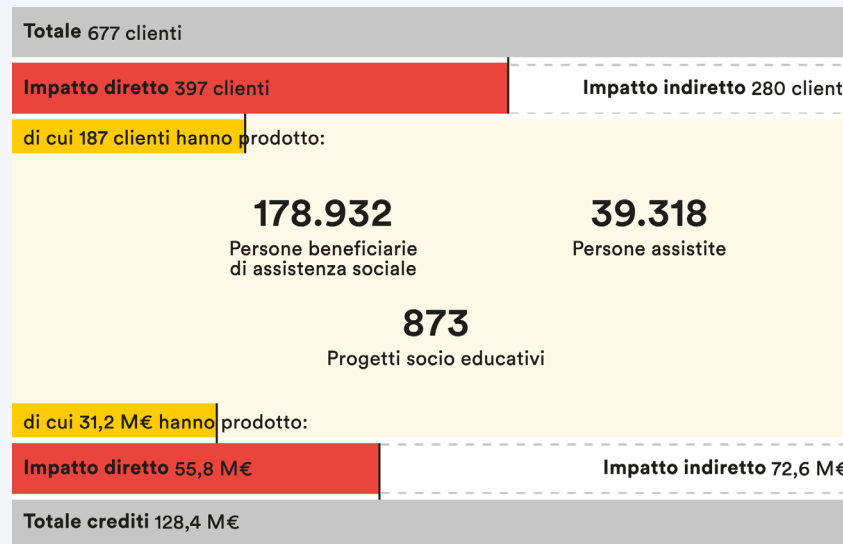 Totale 677 clienti
Impatto diretto 397 clienti
Impatto indiretto 280 client
di cui 187 clienti hanno prodotto:
178.932
39.318
Persone beneficiarie
di assistenza sociale
Persone assistite
873
Progetti socio educativi
di cui 31,2 M€ hanno prodotto:
Impatto diretto 55,8 M€
Impatto indiretto 72,6 M€
Totale crediti 128,4 M€